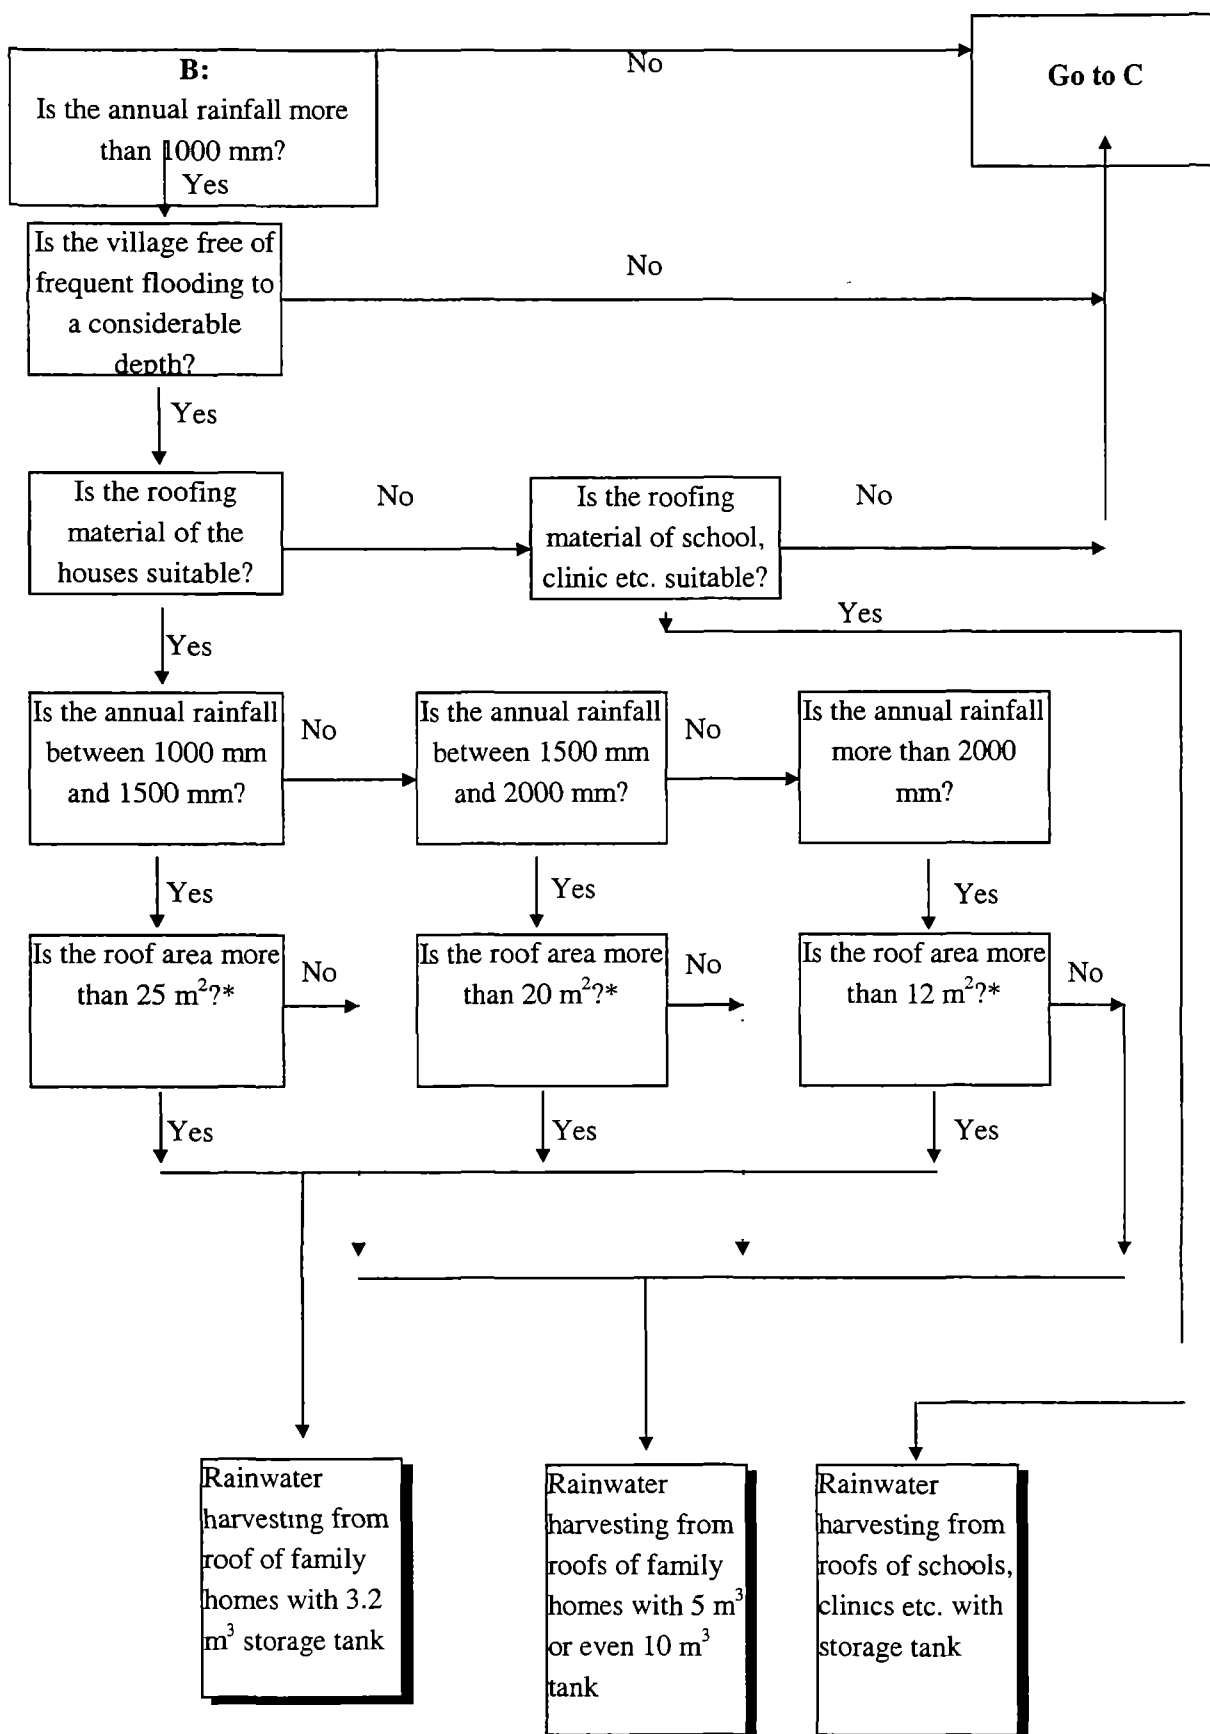 B:
Is the annual rainfall more
than 1000 mm?
No
Go to C
Yes
Is the village free of
frequent flooding to
a considerable
depth?
No
Yes
Is the roofing
material of the
houses suitable?
No
Is the roofing
material of school,
clinic etc. suitable?
No
Yes
Yes
Is the annual rainfall
between 1000 mm
and 1500 mm?
No
Is the annual rainfall
between 1500 mm
and 2000 mm?
No
Is the annual rainfall
more than 2000
mm?
Yes
Yes
Yes
Is the roof area more
than 25 m²?*
No
Is the roof area more
than 20 m²?*
No
Is the roof area more
than 12 m²?*
No
Yes
Yes
Yes
Rainwater
harvesting from
roof of family
homes with 3.2
m³ storage tank
Rainwater
harvesting from
roofs of family
homes with 5 m³
or even 10 m³
tank
Rainwater
harvesting from
roofs of schools,
clinics etc. with
storage tank